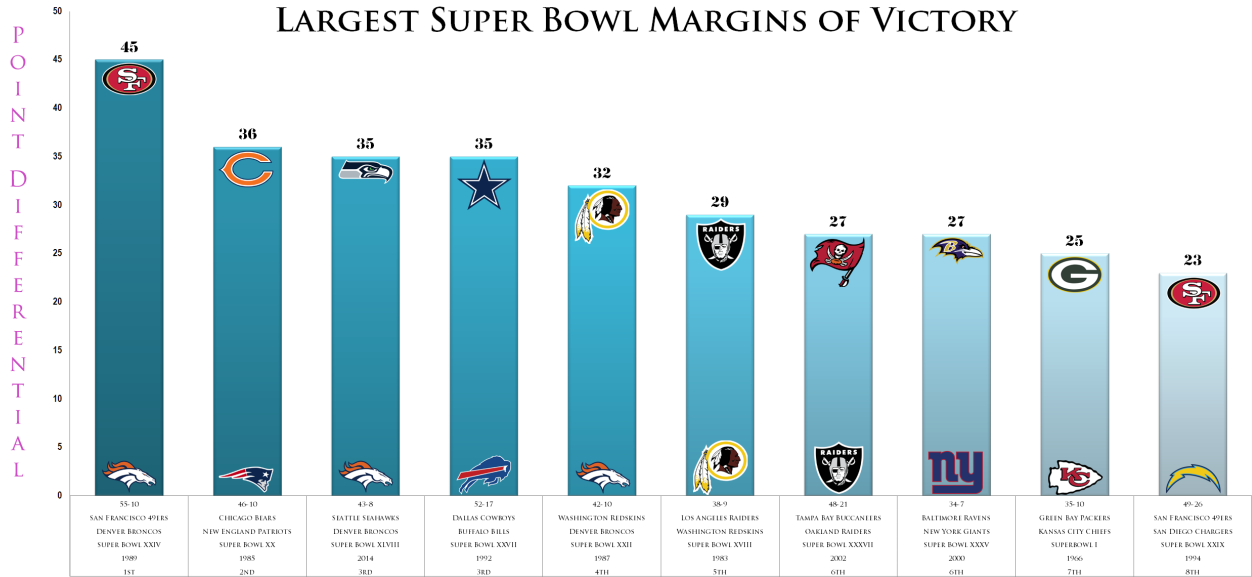 LARGEST SUPER BOWL MARGINS OF VICTORY
POINT DIFFERENTIAL
50
45
40
35
30
25
20
15
10
5
0
45
36
35
35
32
29
27
27
25
23
SF
C
RAIDERS
B
G
SF
RAIDERS
ny
KC
55-10 46-10 43-8 52-17 42-10 38-9 48-21 34-7 35-10 49-26
SAN FRANCISCO 49ERS CHICAGO BEARS SEATTLE SEAHAWKS DALLAS COWBOYS WASHINGTON REDSKINS LOS ANGELES RAIDERS TAMPA BAY BUCCANEERS BALTIMORE RAVENS GREEN BAY PACKERS SAN FRANCISCO 49ERS
DENVER BRONCOS NEW ENGLAND PATRIOTS DENVER BRONCOS BUFFALO BILLS DENVER BRONCOS WASHINGTON REDSKINS OAKLAND RAIDERS NEW YORK GIANTS KANSAS CITY CHIEFS SAN DIEGO CHARGERS
SUPER BOWL XXIV SUPER BOWL XX SUPER BOWL XLVIII SUPER BOWL XXVII SUPER BOWL XXII SUPER BOWL XVIII SUPER BOWL XXXVII SUPER BOWL XXXV SUPERBOWL I SUPER BOWL XXIX
1989 1985 2014 1992 1987 1983 2002 2000 1966 1994
1ST 2ND 3RD 3RD 4TH 5TH 6TH 6TH 7TH 8TH